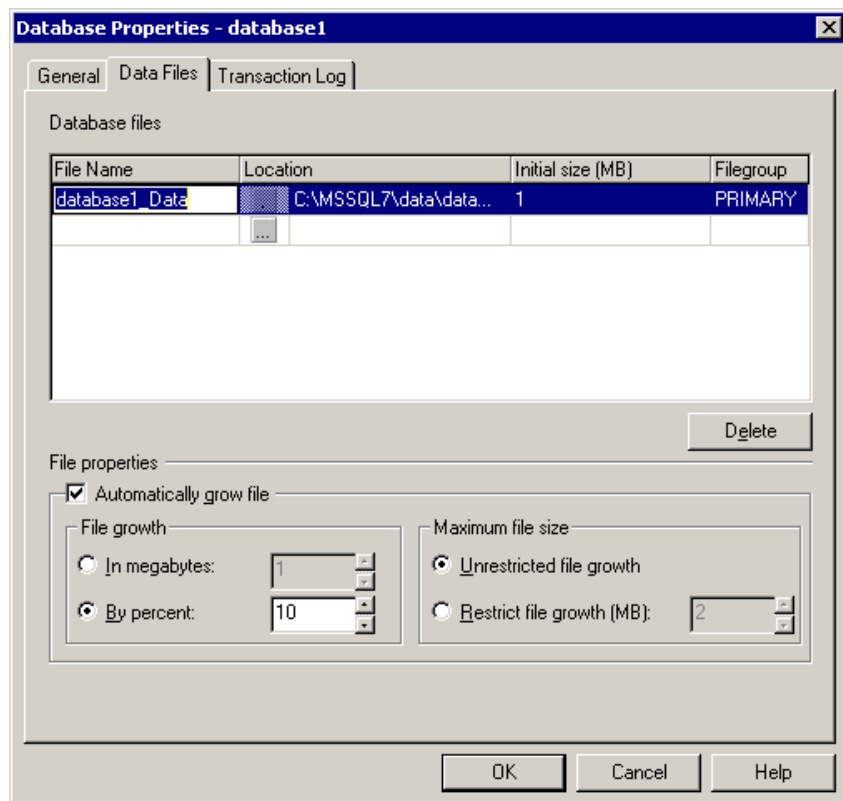 Database Properties - database1
General Data Files Transaction Log
Database files
File Name Location Initial size (MB) Filegroup
database1_Data C:\MSSQL7\data\data... 1 PRIMARY
...
Delete
File properties
Automatically grow file
File growth
In megabytes: 1
By percent: 10
Maximum file size
Unrestricted file growth
Restrict file growth (MB): 2
OK Cancel Help